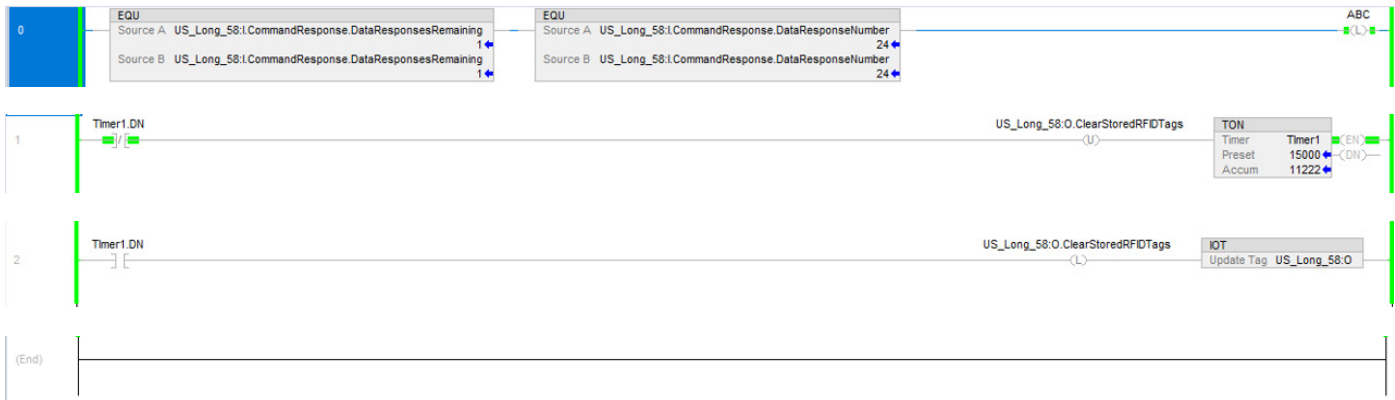 EQU
Source A US_Long_58:I.CommandResponse.DataResponsesRemaining
1
Source B US_Long_58:I.CommandResponse.DataResponsesRemaining
1
EQU
Source A US_Long_58:I.CommandResponse.DataResponseNumber
24
Source B US_Long_58:I.CommandResponse.DataResponseNumber
24
ABC
0
L
TImer1.DN
US_Long_58:O.ClearStoredRFIDTags
TON
1
/
U
Timer TImer1 EN
Preset 15000 DN
Accum 11222
TImer1.DN
US_Long_58:O.ClearStoredRFIDTags
IOT
2
L
Update Tag US_Long_58:O
(End)